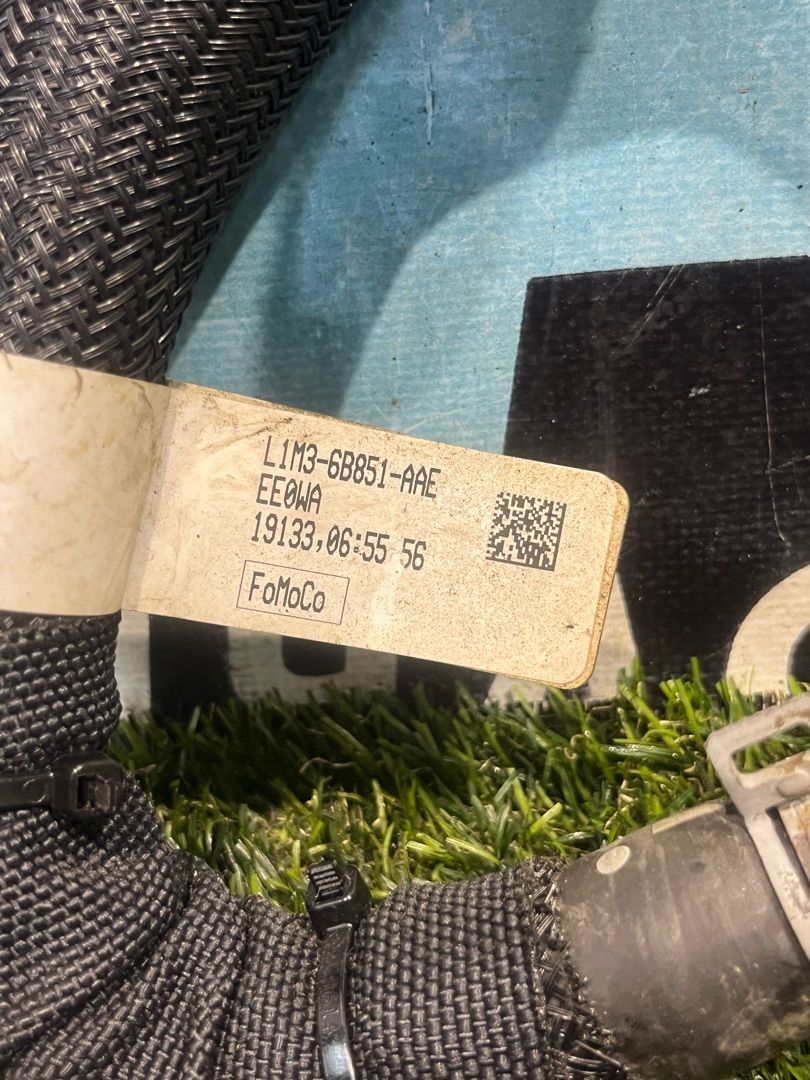 L1M3-6B851-AAE
EE0WA
19133,06:55 56
FoMoCo